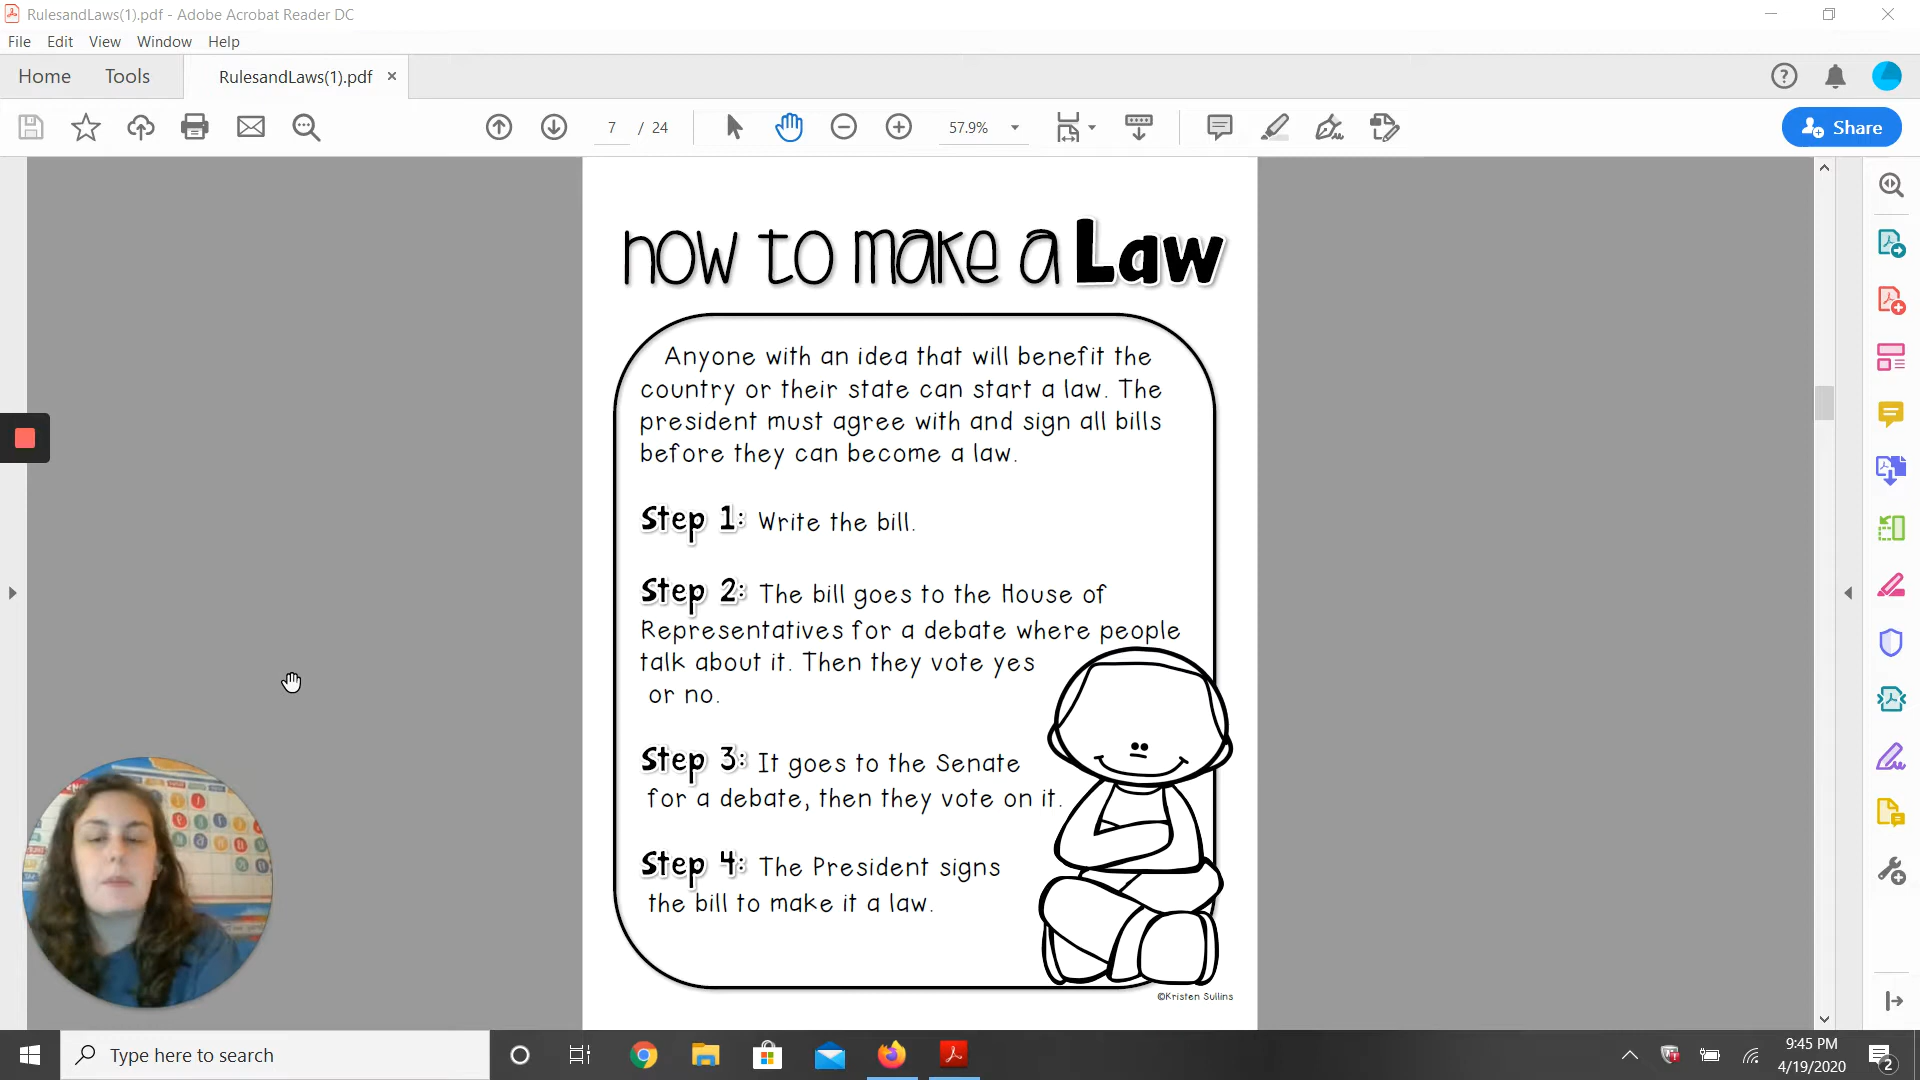 RulesandLaws(1).pdf - Adobe Acrobat Reader DC
File Edit View Window Help
Home Tools RulesandLaws(1).pdf ×
7 / 24 57.9% Share
how to make a Law
Anyone with an idea that will benefit the
country or their state can start a law. The
president must agree with and sign all bills
before they can become a law.
Step 1: Write the bill.
Step 2: The bill goes to the House of
Representatives for a debate where people
talk about it. Then they vote yes
or no.
Step 3: It goes to the Senate
for a debate, then they vote on it.
Step 4: The President signs
the bill to make it a law.
©Kristen Sullins
Type here to search
9:45 PM
4/19/2020
2